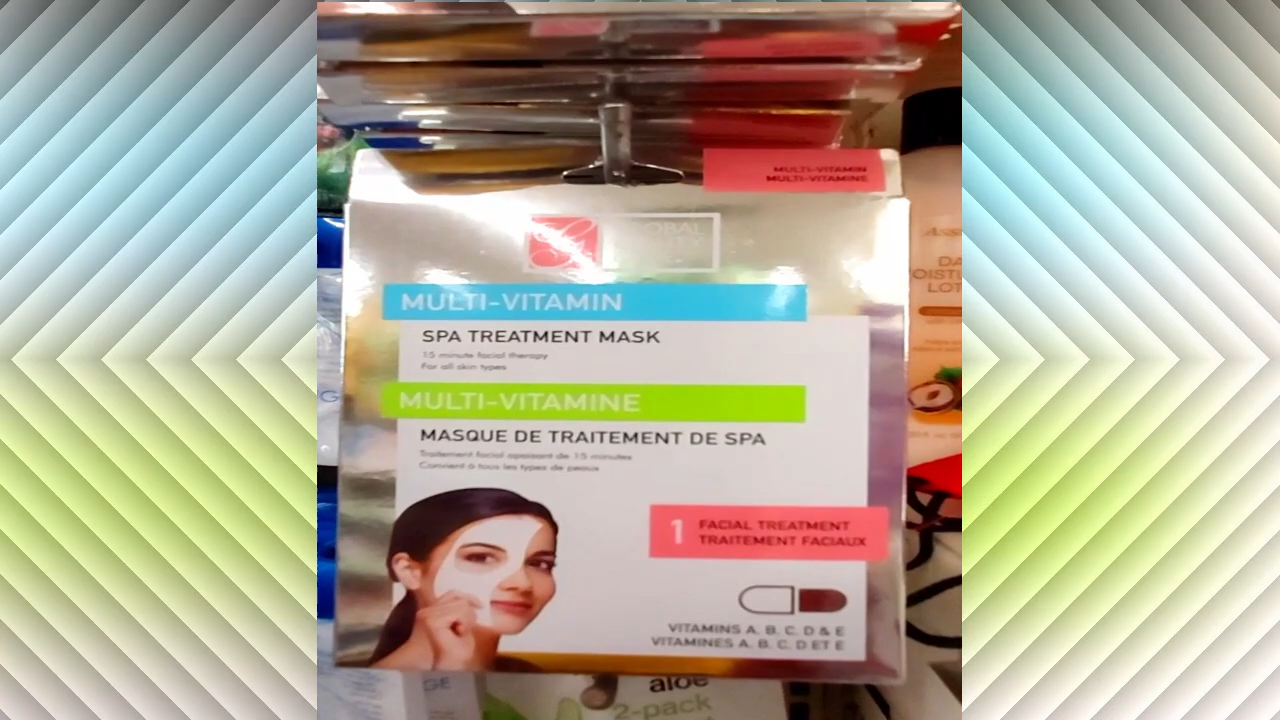 MULTI-VITAMIN
MULTI-VITAMINE
MULTI-VITAMIN
SPA TREATMENT MASK
15 minute facial therapy
For all skin types
MULTI-VITAMINE
MASQUE DE TRAITEMENT DE SPA
Traitement facial apaisant de 15 minutes
Convient à tous les types de peaux
1 FACIAL TREATMENT
TRAITEMENT FACIAUX
VITAMINS A, B, C, D & E
VITAMINES A, B, C, D ET E
aloe
2-pack